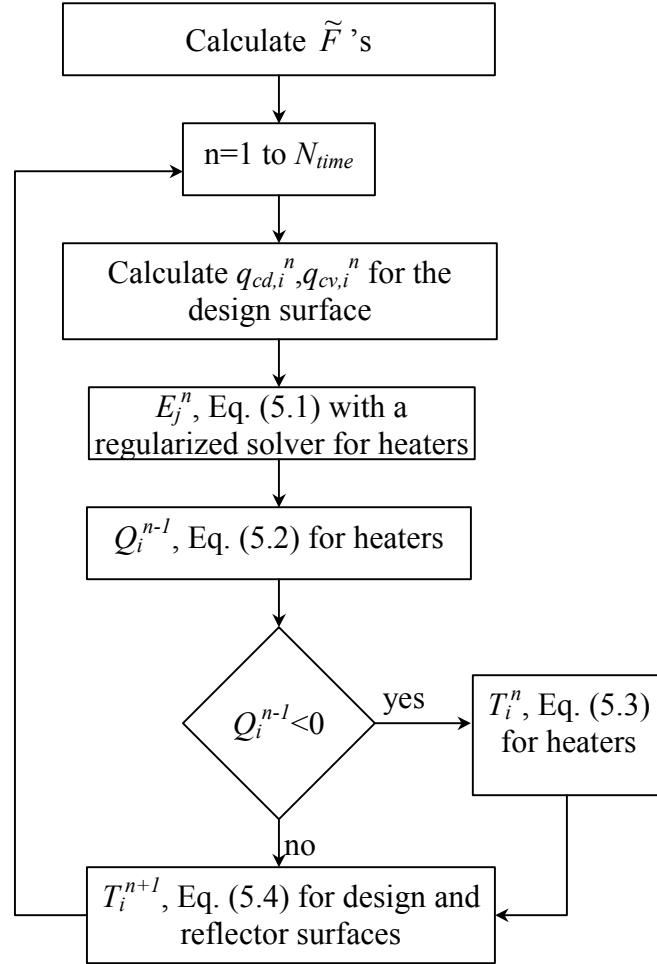 Calculate F̃ 's
n=1 to N_time
Calculate q_cd,i^n,q_cv,i^n for the
design surface
E_j^n, Eq. (5.1) with a
regularized solver for heaters
Q_i^n-1, Eq. (5.2) for heaters
Q_i^n-1<0
yes
T_i^n, Eq. (5.3)
for heaters
no
T_i^n+1, Eq. (5.4) for design and
reflector surfaces